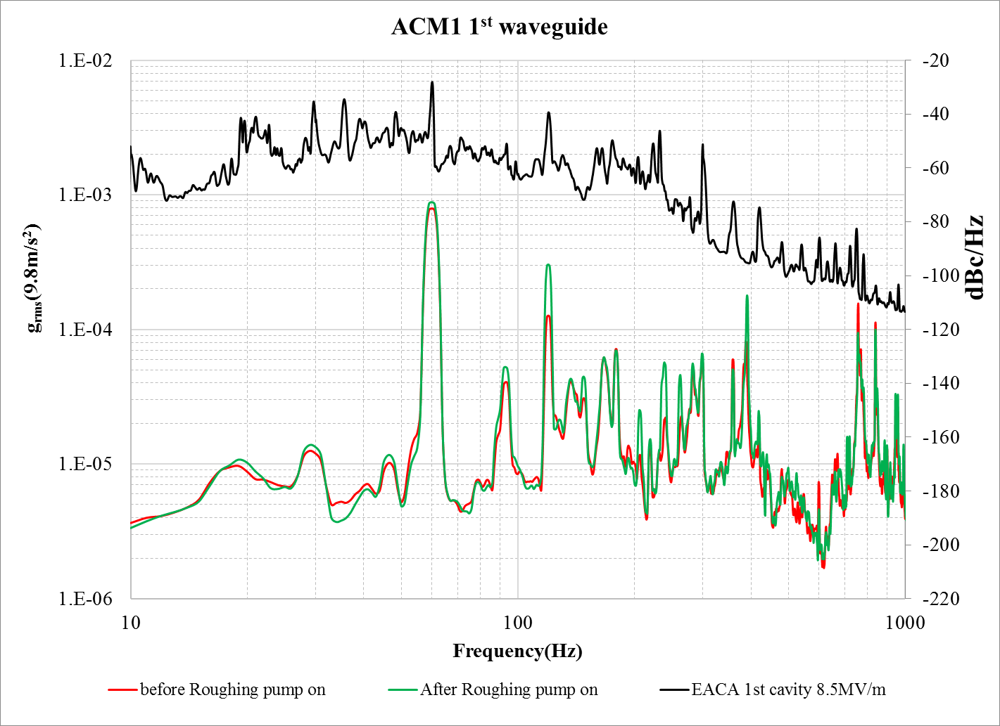 ACM1 1st waveguide
1.E-02
1.E-03
1.E-04
1.E-05
1.E-06
grms(9.8m/s2)
-20
-40
-60
-80
-100
-120
-140
-160
-180
-200
-220
dBc/Hz
10
100
1000
Frequency(Hz)
before Roughing pump on
After Roughing pump on
EACA 1st cavity 8.5MV/m